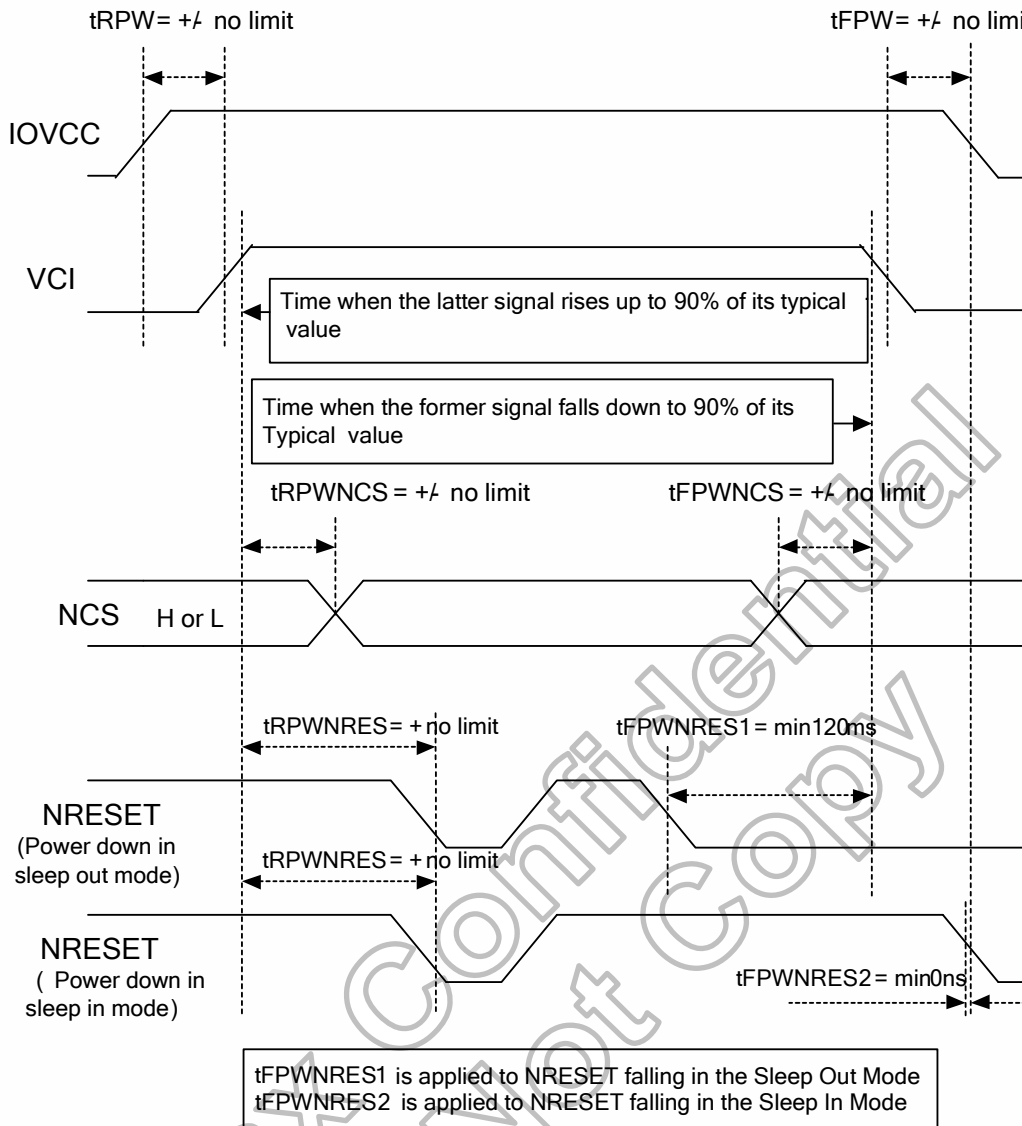 tRPW= +/- no limit
tFPW= +/- no limi
IOVCC
VCI
Time when the latter signal rises up to 90% of its typical
value
Time when the former signal falls down to 90% of its
Typical value
tRPWNCS = +/- no limit
tFPWNCS = +/- no limit
NCS
H or L
tRPWNRES= + no limit
tFPWNRES1= min120ms
NRESET
(Power down in
sleep out mode)
tRPWNRES= + no limit
NRESET
( Power down in
sleep in mode)
tFPWNRES2= min0ns
tFPWNRES1 is applied to NRESET falling in the Sleep Out Mode
tFPWNRES2 is applied to NRESET falling in the Sleep In Mode
x Confidential
Not Copy